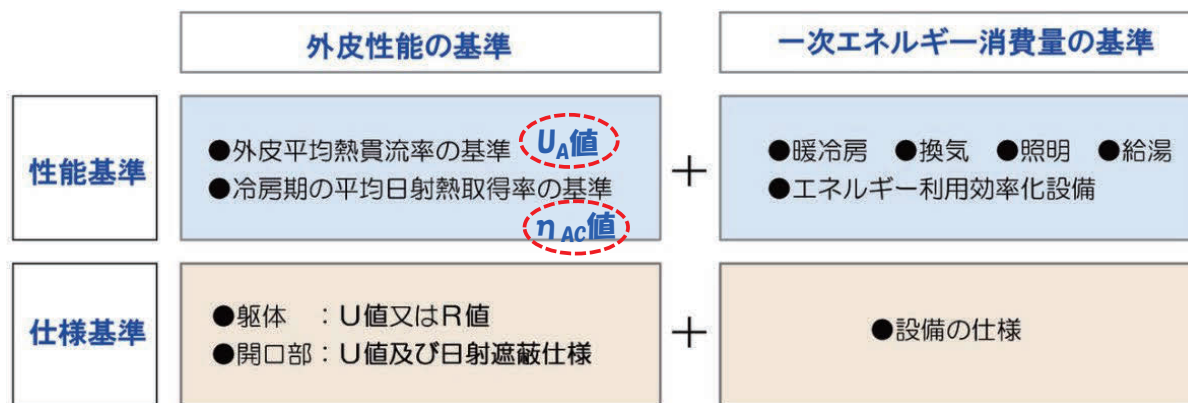 外皮性能の基準
一次エネルギー消費量の基準
性能基準
●外皮平均熱貫流率の基準 UA値
●冷房期の平均日射熱取得率の基準
ηAC値
+
●暖冷房 ●換気 ●照明 ●給湯
●エネルギー利用効率化設備
仕様基準
●躯体 :U値又はR値
●開口部:U値及び日射遮蔽仕様
+
●設備の仕様